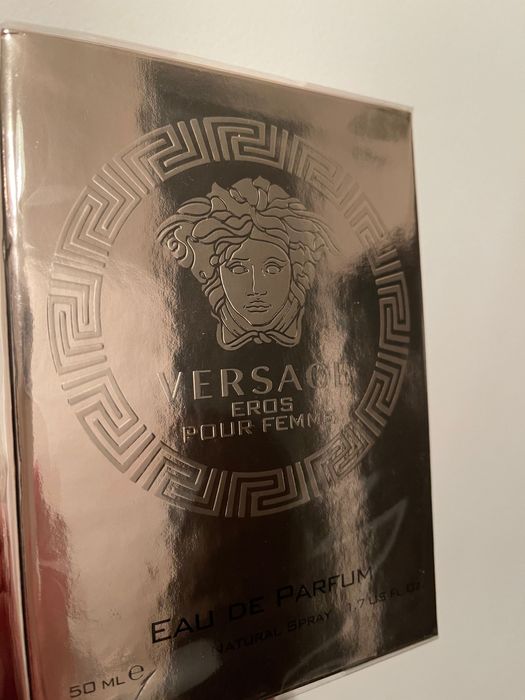 VERSACE
EROS
POUR FEMME
EAU DE PARFUM
NATURAL SPRAY 1,7 US FL Oz
50 ML ℮